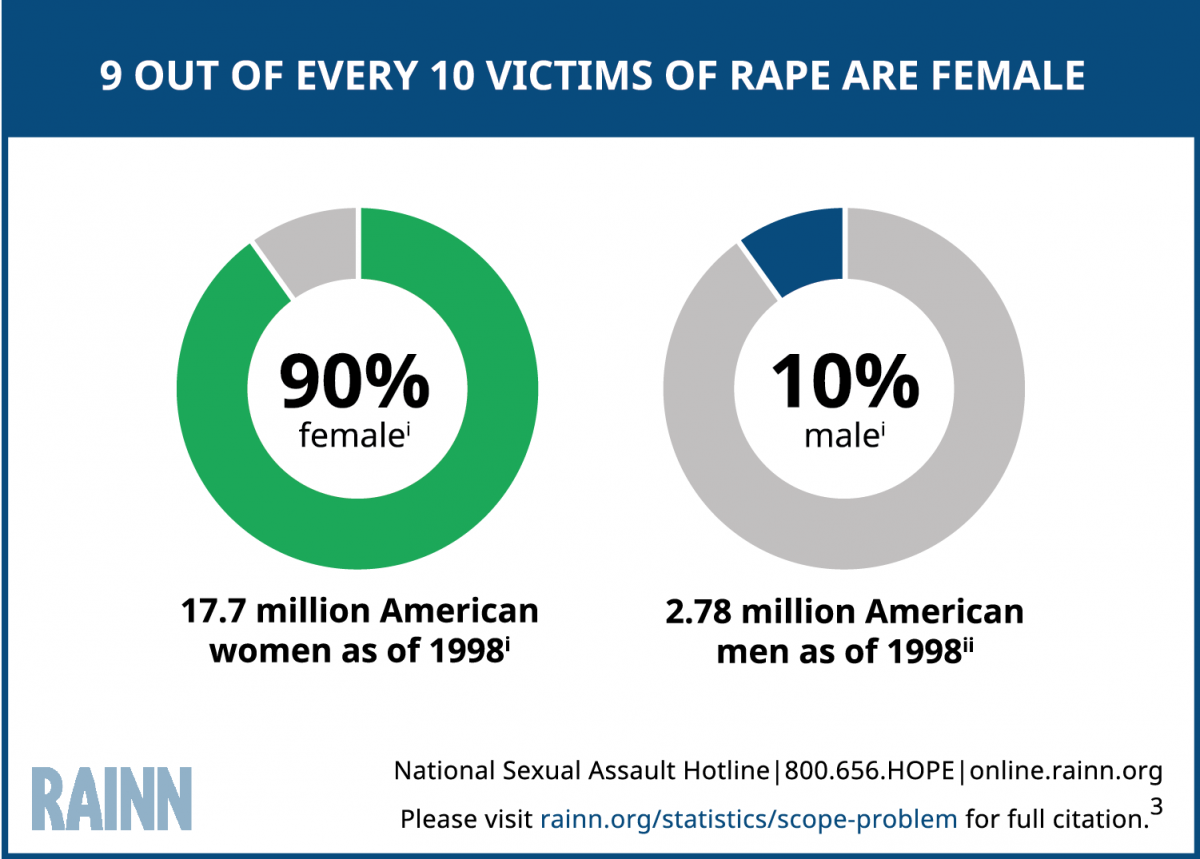 9 OUT OF EVERY 10 VICTIMS OF RAPE ARE FEMALE
90%
femaleⁱ
17.7 million American
women as of 1998ⁱ
10%
maleⁱ
2.78 million American
men as of 1998ⁱⁱ
RAINN
National Sexual Assault Hotline|800.656.HOPE|online.rainn.org
Please visit rainn.org/statistics/scope-problem for full citation.³